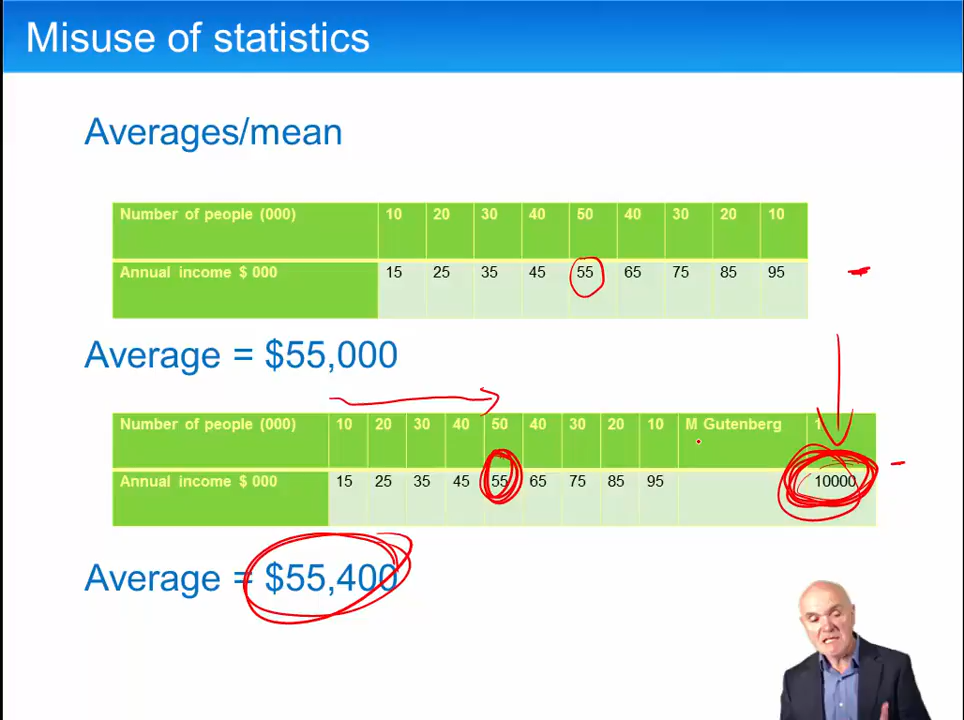 Misuse of statistics
Averages/mean
Number of people (000) 10 20 30 40 50 40 30 20 10
Annual income $ 000 15 25 35 45 55 65 75 85 95
Average = $55,000
Number of people (000) 10 20 30 40 50 40 30 20 10 M Gutenberg
Annual income $ 000 15 25 35 45 55 65 75 85 95 10000
Average = $55,400